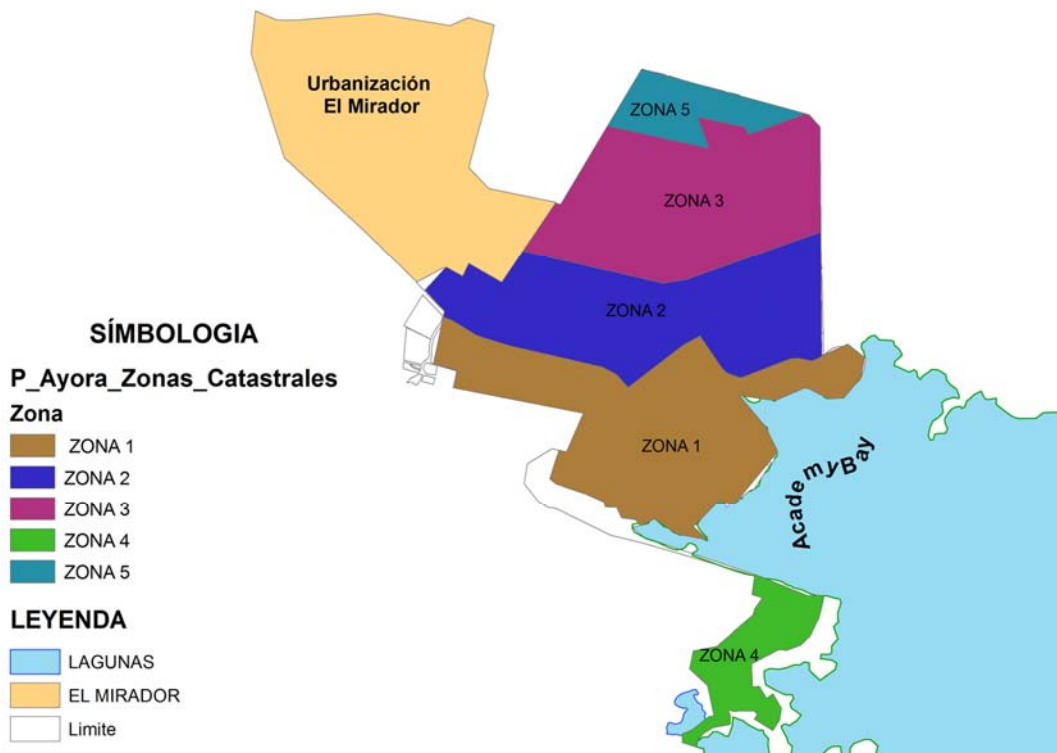 Urbanización
El Mirador
ZONA 5
ZONA 3
ZONA 2
ZONA 1
Academy Bay
ZONA 4
SÍMBOLOGIA
P_Ayora_Zonas_Catastrales
Zona
ZONA 1
ZONA 2
ZONA 3
ZONA 4
ZONA 5
LEYENDA
LAGUNAS
EL MIRADOR
Limite